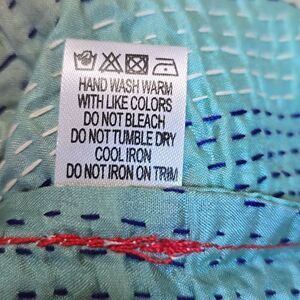 HAND WASH WARM
WITH LIKE COLORS
DO NOT BLEACH
DO NOT TUMBLE DRY
COOL IRON
DO NOT IRON ON TRIM